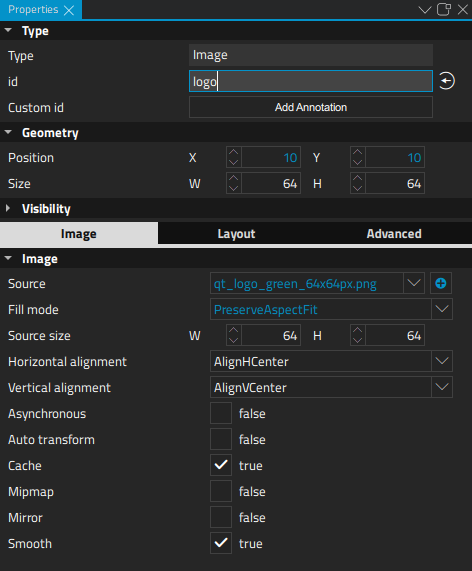 Properties
Type
Type Image
id logo
Custom id Add Annotation
Geometry
Position X 10 Y 10
Size W 64 H 64
Visibility
Image Layout Advanced
Image
Source qt_logo_green_64x64px.png
Fill mode PreserveAspectFit
Source size W 64 H 64
Horizontal alignment AlignHCenter
Vertical alignment AlignVCenter
Asynchronous false
Auto transform false
Cache true
Mipmap false
Mirror false
Smooth true